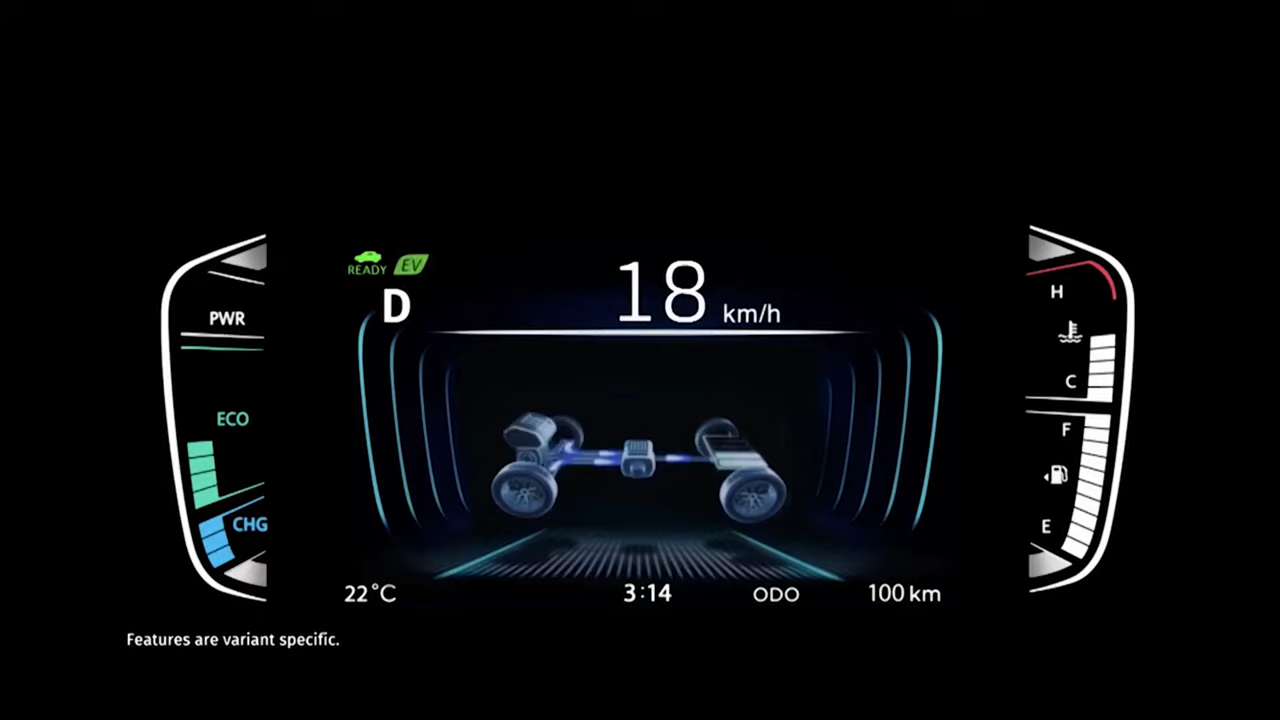 READY EV
D
18 km/h
PWR
ECO
CHG
H
C
F
E
22°C
3:14
ODO
100 km
Features are variant specific.